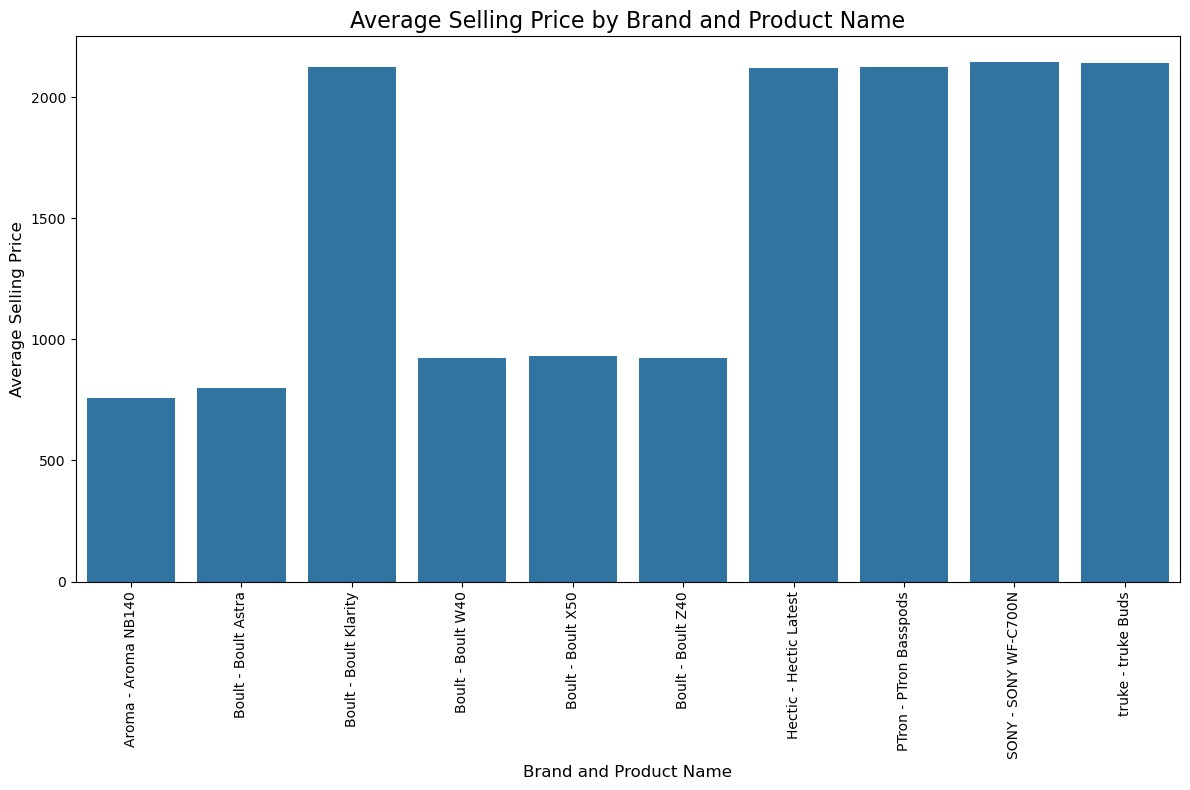 Average Selling Price by Brand and Product Name
Average Selling Price
2000
1500
1000
500
0
Aroma - Aroma NB140
Boult - Boult Astra
Boult - Boult Klarity
Boult - Boult W40
Boult - Boult X50
Boult - Boult Z40
Hectic - Hectic Latest
PTron - PTron Basspods
SONY - SONY WF-C700N
truke - truke Buds
Brand and Product Name